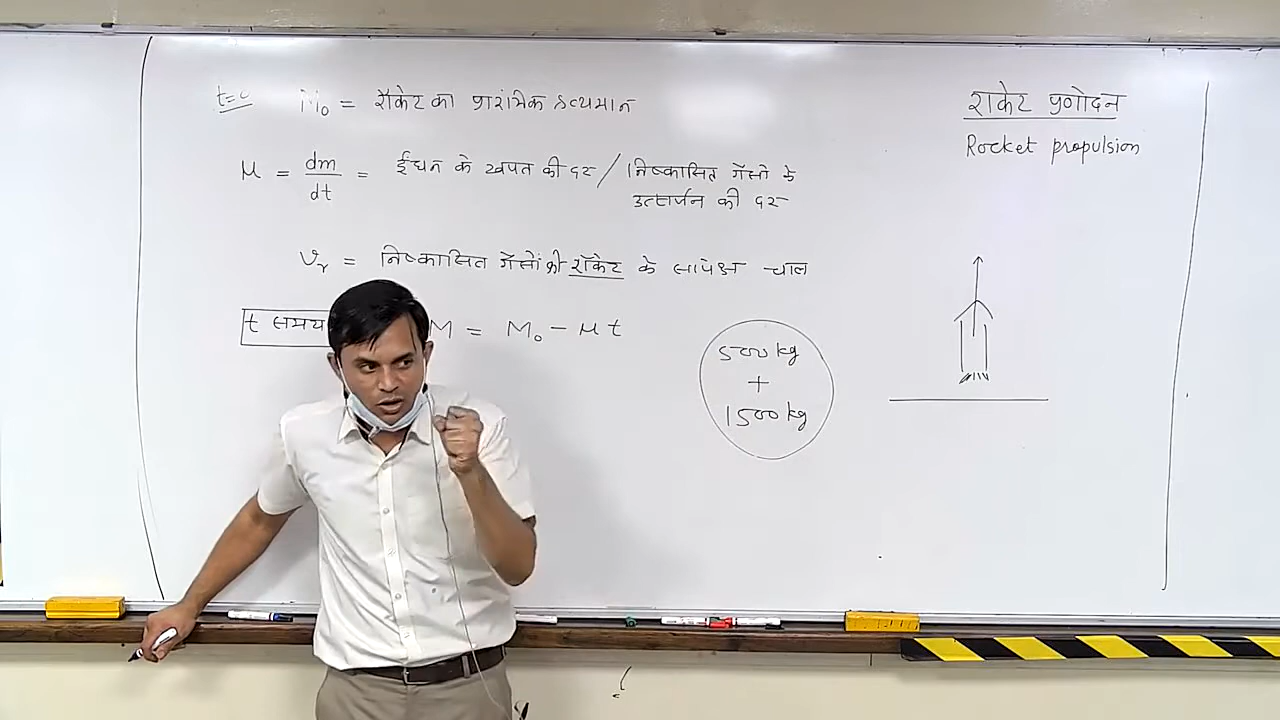 t=0 M₀ = रॉकेट का प्रारंभिक द्रव्यमान
μ = dm/dt = ईंधन के खपत की दर / निष्कासित गैसों के
उत्सर्जन की दर
vᵣ = निष्कासित गैसों की रॉकेट के सापेक्ष चाल
t समय
M = M₀ - μt
500 kg
+
1500 kg
रॉकेट प्रणोदन
Rocket propulsion